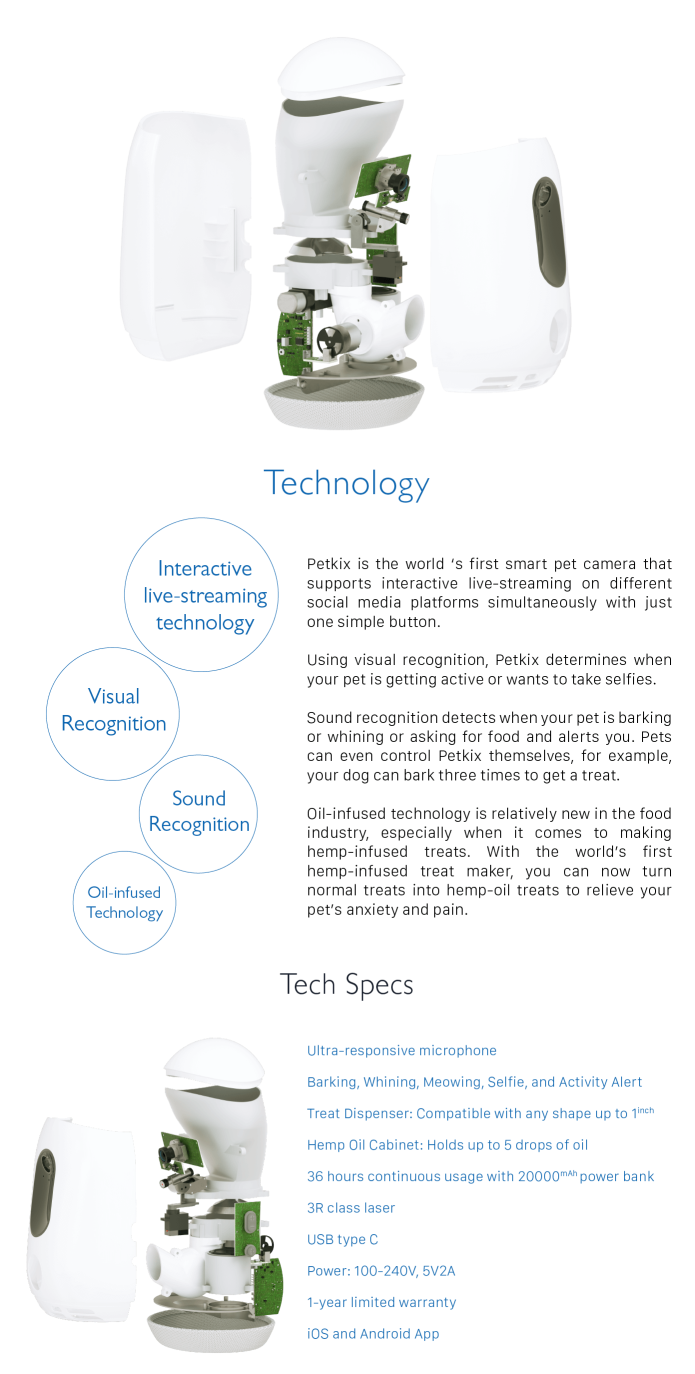 Technology
Interactive
live-streaming
technology
Visual
Recognition
Sound
Recognition
Oil-infused
Technology
Petkix is the world ‘s first smart pet camera that
supports interactive live-streaming on different
social media platforms simultaneously with just
one simple button.
Using visual recognition, Petkix determines when
your pet is getting active or wants to take selfies.
Sound recognition detects when your pet is barking
or whining or asking for food and alerts you. Pets
can even control Petkix themselves, for example,
your dog can bark three times to get a treat.
Oil-infused technology is relatively new in the food
industry, especially when it comes to making
hemp-infused treats. With the world’s first
hemp-infused treat maker, you can now turn
normal treats into hemp-oil treats to relieve your
pet’s anxiety and pain.
Tech Specs
Ultra-responsive microphone
Barking, Whining, Meowing, Selfie, and Activity Alert
Treat Dispenser: Compatible with any shape up to 1inch
Hemp Oil Cabinet: Holds up to 5 drops of oil
36 hours continuous usage with 20000mAh power bank
3R class laser
USB type C
Power: 100-240V, 5V2A
1-year limited warranty
iOS and Android App